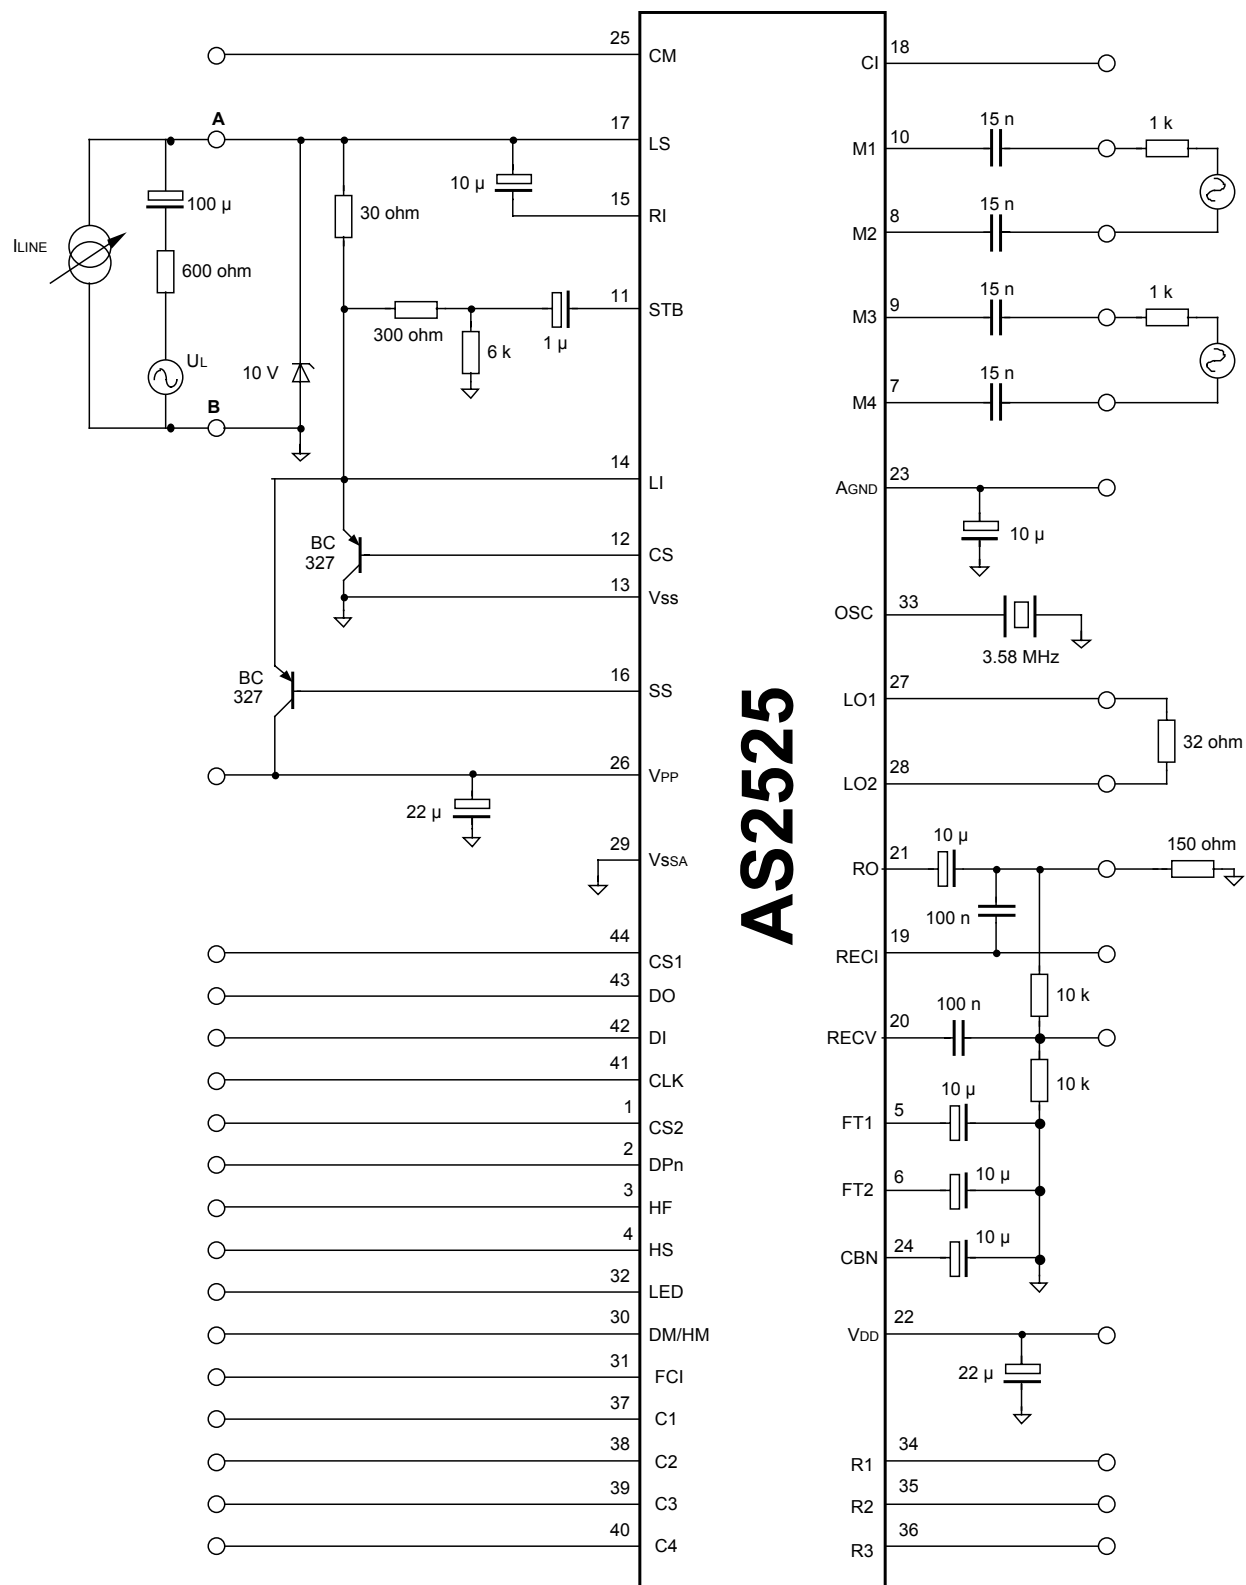 25
CM
18
CI
A
17
LS
15 n
10
M1
1 k
100 µ
10 µ
15
RI
30 ohm
15 n
8
M2
ILINE
600 ohm
11
STB
300 ohm
6 k
1 µ
15 n
9
M3
1 k
UL
10 V
B
15 n
7
M4
14
LI
23
AGND
10 µ
BC
327
12
CS
13
Vss
33
OSC
3.58 MHz
BC
327
16
SS
27
LO1
32 ohm
26
VPP
22 µ
28
LO2
AS2525
29
VSSA
10 µ
21
RO
150 ohm
100 n
19
RECI
44
CS1
43
DO
10 k
42
DI
100 n
20
RECV
41
CLK
10 k
1
CS2
10 µ
5
FT1
2
DPn
3
HF
10 µ
6
FT2
4
HS
10 µ
24
CBN
32
LED
30
DM/HM
22
VDD
22 µ
31
FCI
37
C1
38
C2
34
R1
39
C3
35
R2
40
C4
36
R3